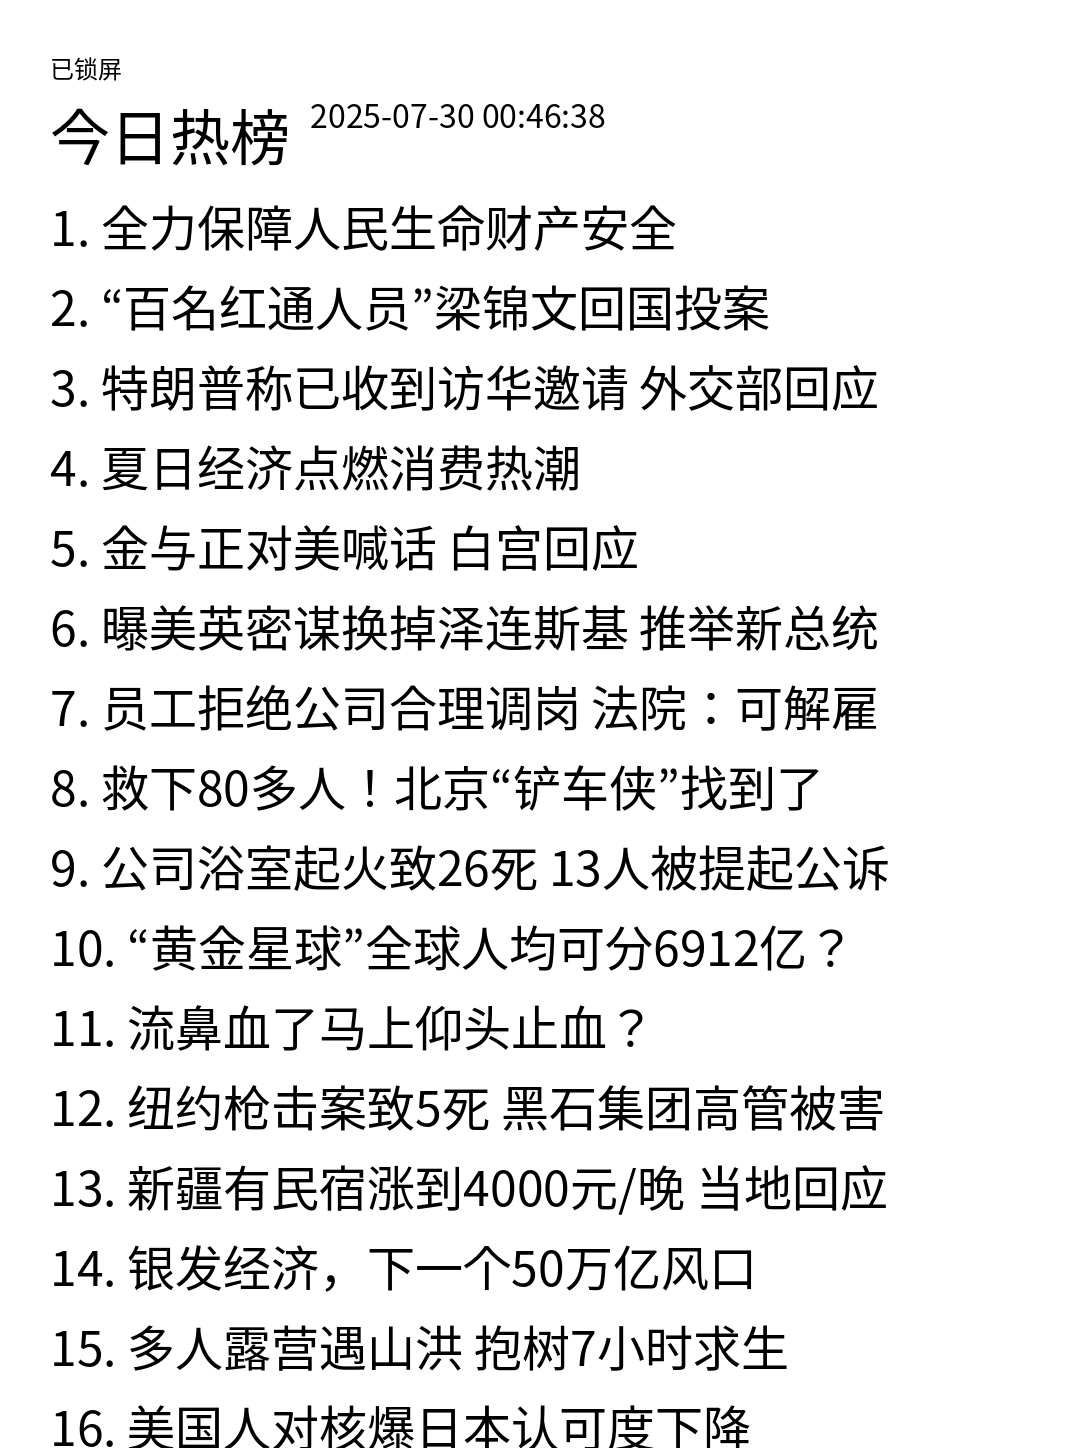 已锁屏
今日热榜 2025-07-30 00:46:38
1. 全力保障人民生命财产安全
2. “百名红通人员”梁锦文回国投案
3. 特朗普称已收到访华邀请 外交部回应
4. 夏日经济点燃消费热潮
5. 金与正对美喊话 白宫回应
6. 曝美英密谋换掉泽连斯基 推举新总统
7. 员工拒绝公司合理调岗 法院：可解雇
8. 救下80多人！北京“铲车侠”找到了
9. 公司浴室起火致26死 13人被提起公诉
10. “黄金星球”全球人均可分6912亿？
11. 流鼻血了马上仰头止血？
12. 纽约枪击案致5死 黑石集团高管被害
13. 新疆有民宿涨到4000元/晚 当地回应
14. 银发经济，下一个50万亿风口
15. 多人露营遇山洪 抱树7小时求生
16. 美国人对核爆日本认可度下降